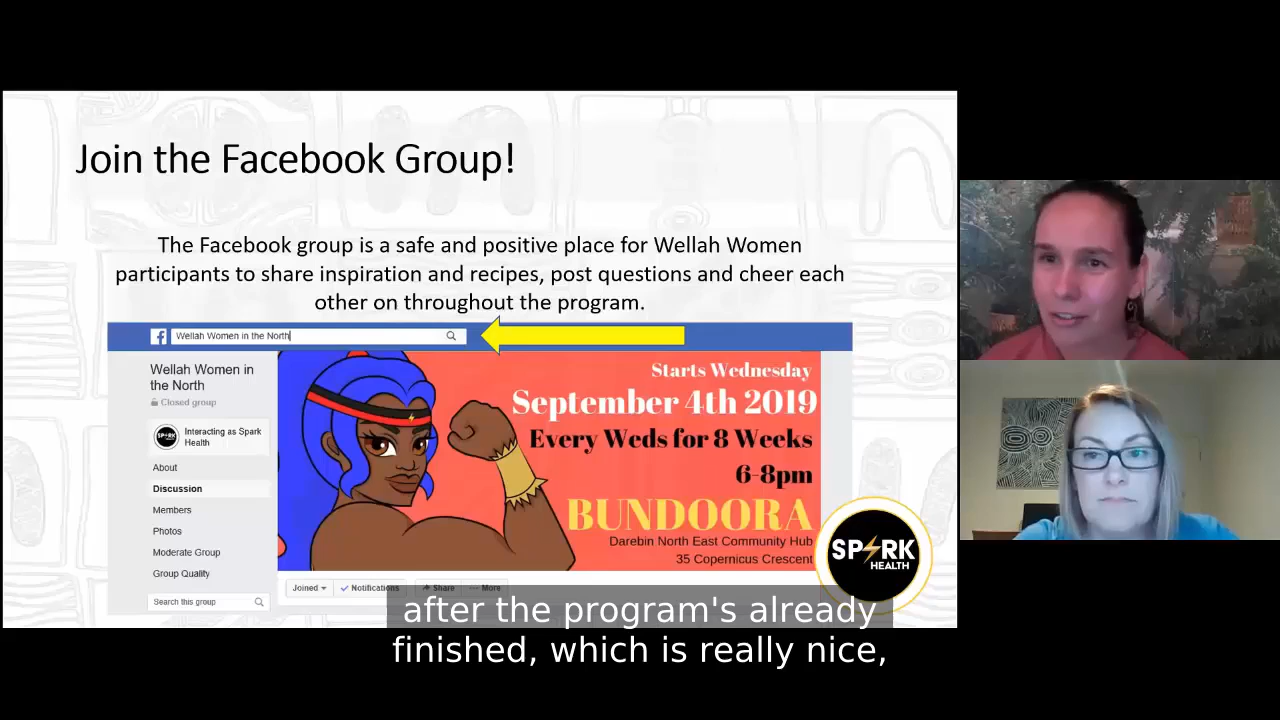 Join the Facebook Group!
The Facebook group is a safe and positive place for Wellah Women
participants to share inspiration and recipes, post questions and cheer each
other on throughout the program.
Wellah Women in the North
Wellah Women in
the North
Closed group
SPARK
HEALTH
Interacting as Spark
Health
About
Discussion
Members
Photos
Moderate Group
Group Quality
Search this group
Starts Wednesday
September 4th 2019
Every Weds for 8 Weeks
6-8pm
BUNDOORA
Darebin North East Community Hub
35 Copernicus Crescent
Joined
Notifications
Share
More
SPARK
HEALTH
after the program's already
finished, which is really nice,